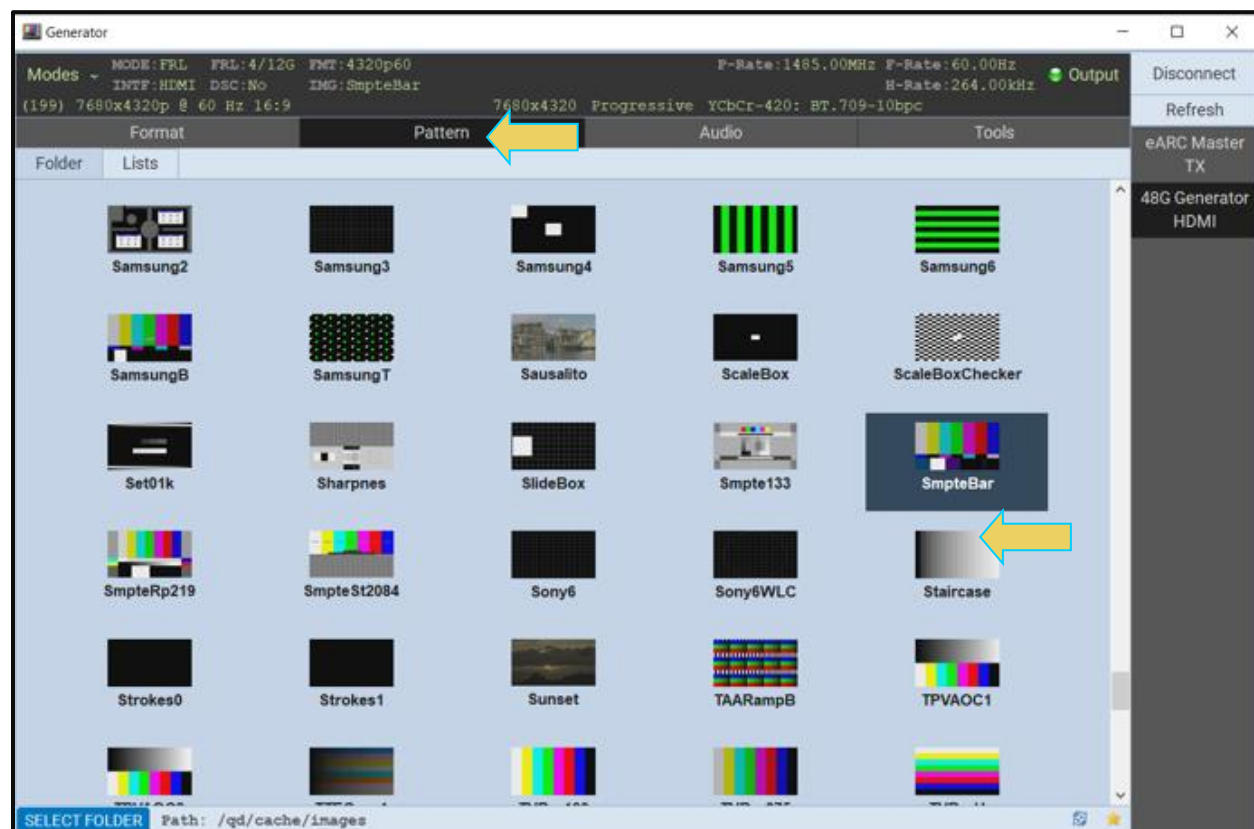 Generator
Modes MODE:FRL FRL:4/12G FMT:4320p60 P-Rate:1485.00MHz F-Rate:60.00Hz Output
INTF:HDMI DSC:No IMG:SmpteBar H-Rate:264.00kHz
(199) 7680x4320p @ 60 Hz 16:9 7680x4320 Progressive YCbCr-420: BT.709-10bpc
Disconnect
Refresh
eARC Master
TX
48G Generator
HDMI
Format Pattern Audio Tools
Folder Lists
Samsung2 Samsung3 Samsung4 Samsung5 Samsung6
SamsungB SamsungT Sausalito ScaleBox ScaleBoxChecker
Set01k Sharpnes SlideBox Smpte133 SmpteBar
SmpteRp219 SmpteSt2084 Sony6 Sony6WLC Staircase
Strokes0 Strokes1 Sunset TAARampB TPVAOC1
SELECT FOLDER Path: /qd/cache/images